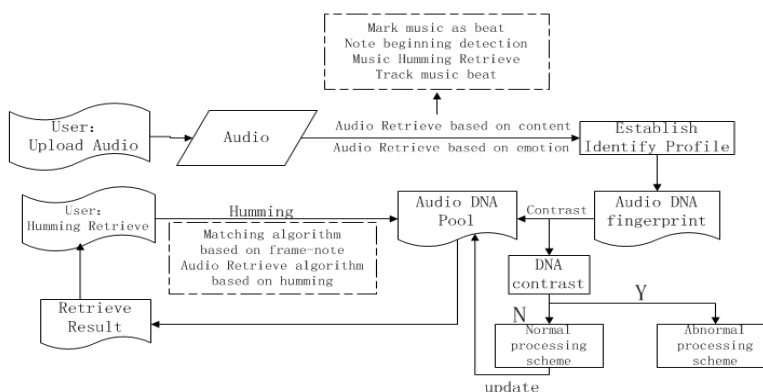 Mark music as beat
Note beginning detection
Music Humming Retrieve
Track music beat
User:
Upload Audio
Audio
Audio Retrieve based on content
Audio Retrieve based on emotion
Establish
Identify Profile
User:
Humming Retrieve
Humming
Matching algorithm
based on frame-note
Audio Retrieve algorithm
based on humming
Audio DNA
Pool
Contrast
Audio DNA
fingerprint
DNA
contrast
Y
N
Retrieve
Result
Normal
processing
scheme
Abnormal
processing
scheme
update